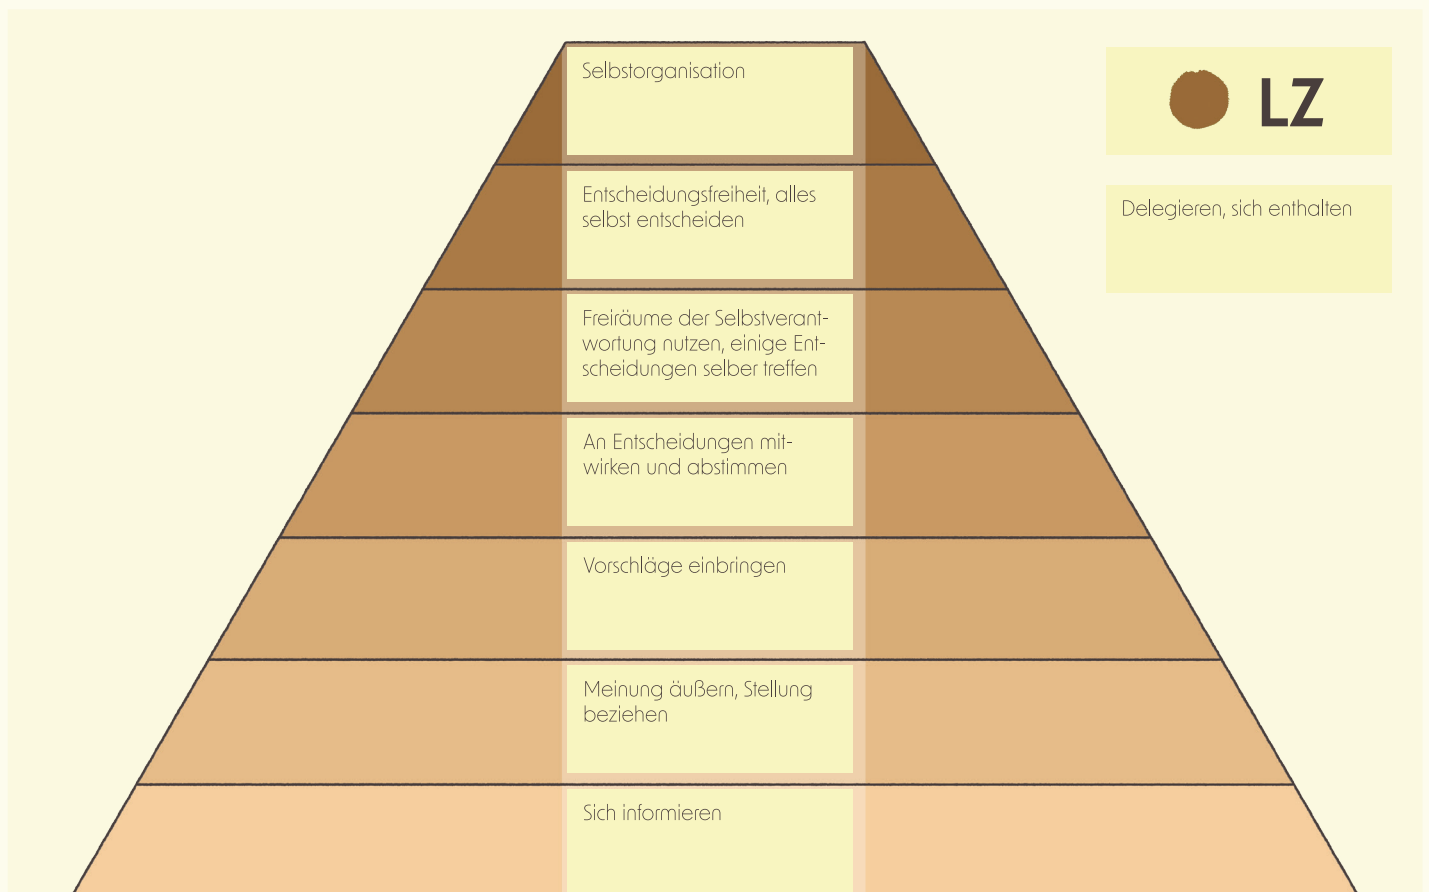 Selbstorganisation
LZ
Entscheidungsfreiheit, alles
selbst entscheiden
Delegieren, sich enthalten
Freiräume der Selbstverant-
wortung nutzen, einige Ent-
scheidungen selber treffen
An Entscheidungen mit-
wirken und abstimmen
Vorschläge einbringen
Meinung äußern, Stellung
beziehen
Sich informieren